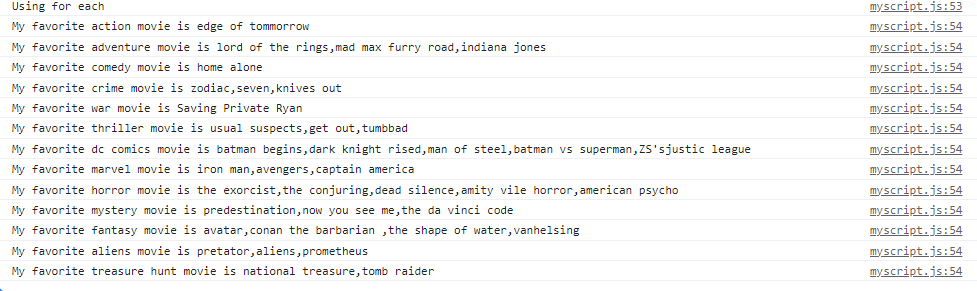 Using for each myscript.js:53
My favorite action movie is edge of tommorrow myscript.js:54
My favorite adventure movie is lord of the rings,mad max furry road,indiana jones myscript.js:54
My favorite comedy movie is home alone myscript.js:54
My favorite crime movie is zodiac,seven,knives out myscript.js:54
My favorite war movie is Saving Private Ryan myscript.js:54
My favorite thriller movie is usual suspects,get out,tumbbad myscript.js:54
My favorite dc comics movie is batman begins,dark knight rised,man of steel,batman vs superman,ZS'sjustic league myscript.js:54
My favorite marvel movie is iron man,avengers,captain america myscript.js:54
My favorite horror movie is the exorcist,the conjuring,dead silence,amity vile horror,american psycho myscript.js:54
My favorite mystery movie is predestination,now you see me,the da vinci code myscript.js:54
My favorite fantasy movie is avatar,conan the barbarian ,the shape of water,vanhelsing myscript.js:54
My favorite aliens movie is pretator,aliens,prometheus myscript.js:54
My favorite treasure hunt movie is national treasure,tomb raider myscript.js:54